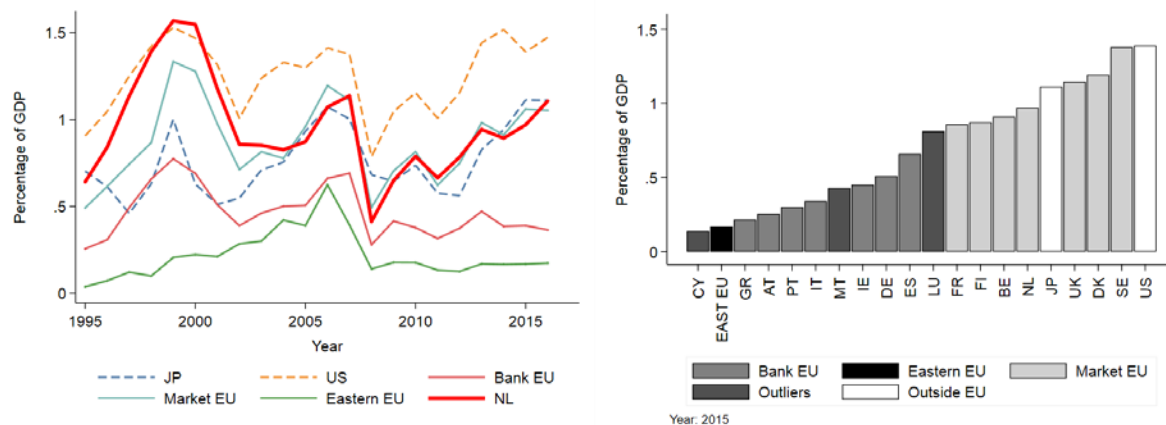 1.5
1
.5
0
Percentage of GDP
1995 2000 2005 2010 2015
Year
JP US Bank EU
Market EU Eastern EU NL
1.5
1
.5
0
Percentage of GDP
CY EAST EU GR AT PT IT MT IE DE ES LU FR FI BE NL JP UK DK SE US
Bank EU Eastern EU Market EU
Outliers Outside EU
Year: 2015